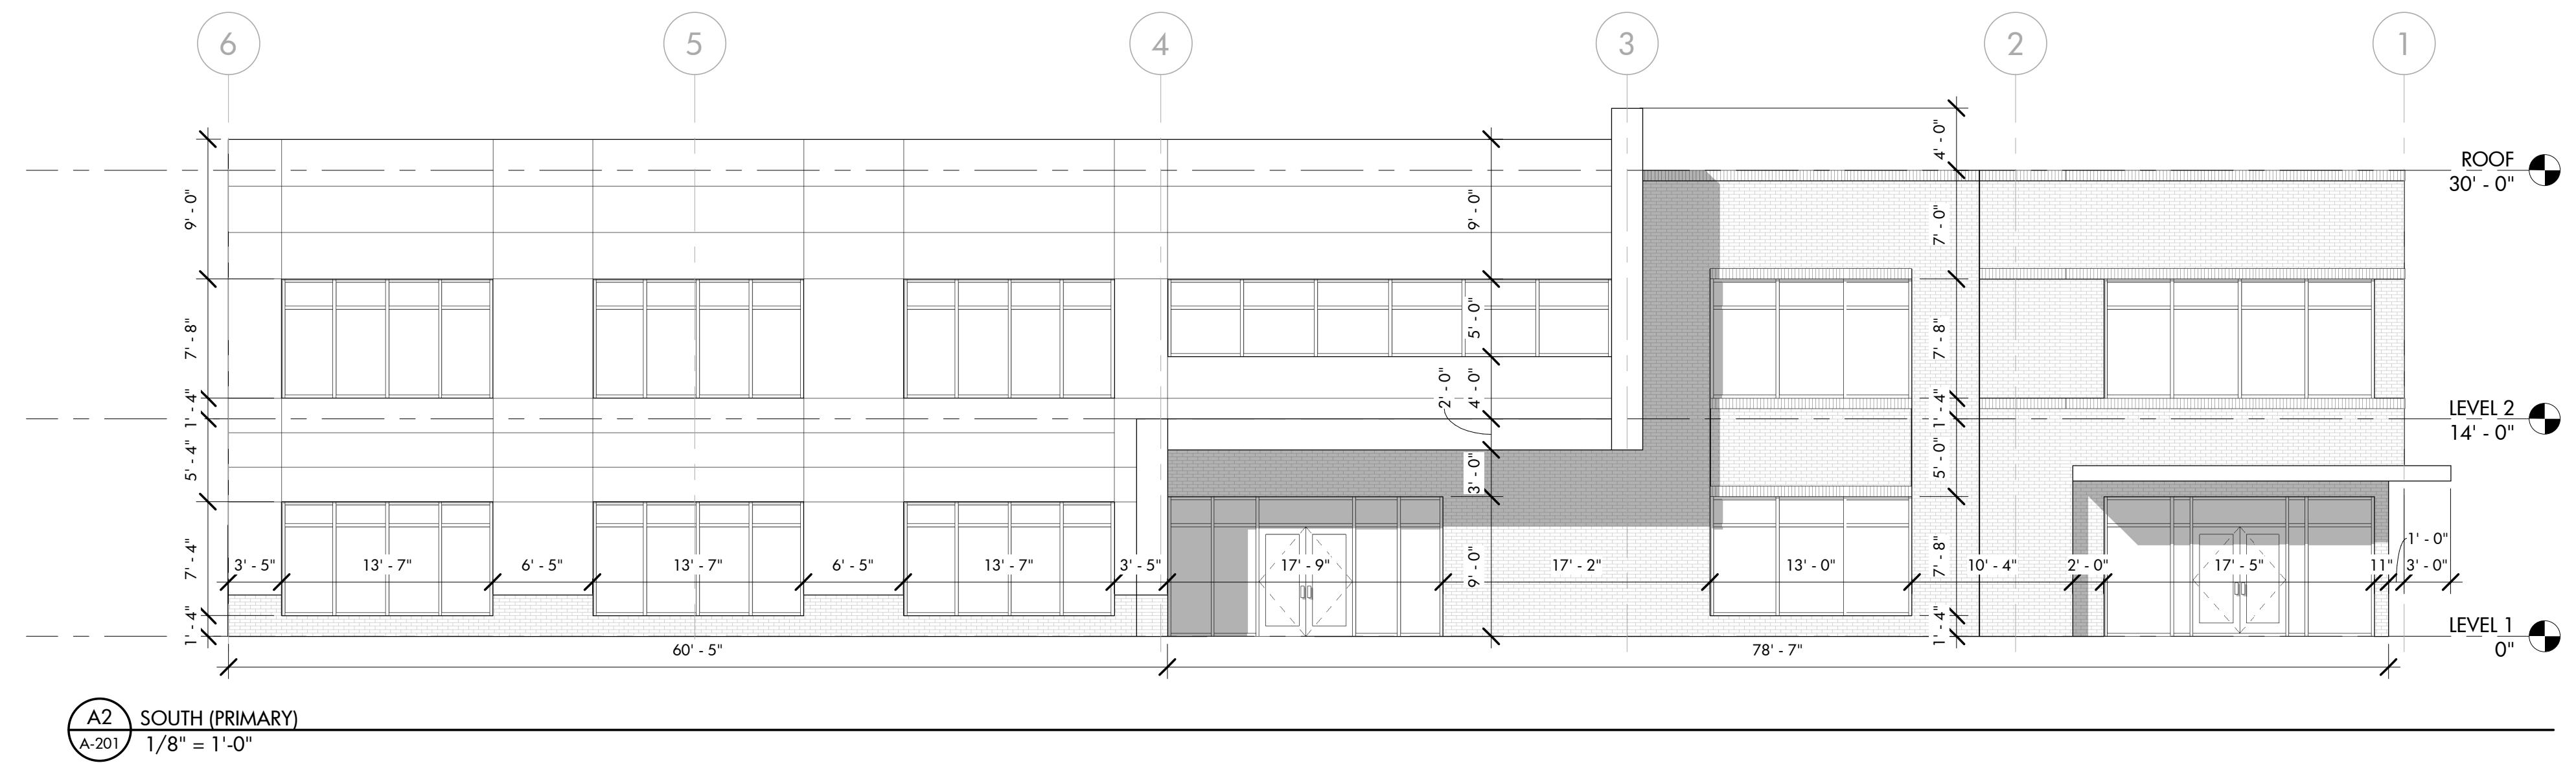 6 5 4 3 2 1
ROOF
30' - 0"
LEVEL 2
14' - 0"
LEVEL 1
0"
9' - 0"
7' - 8"
1' - 4"
5' - 4"
7' - 4"
1' - 4"
9' - 0"
5' - 0"
2' - 0"
4' - 0"
3' - 0"
9' - 0"
4' - 0"
7' - 0"
7' - 8"
1' - 4"
5' - 0"
7' - 8"
1' - 4"
3' - 5" 13' - 7" 6' - 5" 13' - 7" 6' - 5" 13' - 7" 3' - 5" 17' - 9" 17' - 2" 13' - 0" 10' - 4" 2' - 0" 17' - 5" 11" 1' - 0" 3' - 0"
60' - 5" 78' - 7"
A2 SOUTH (PRIMARY)
A-201 1/8" = 1'-0"